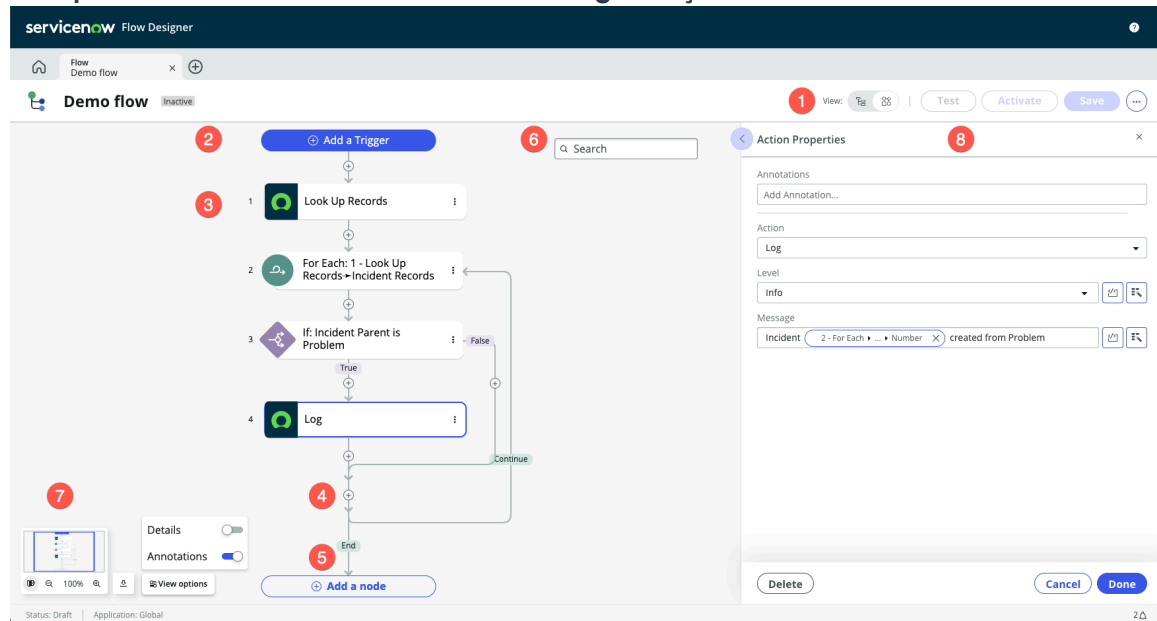 servicenow Flow Designer
Flow
Demo flow
Demo flow Inactive
1 View: Test Activate Save
2 Add a Trigger
6 Search
Action Properties 8
3 1 Look Up Records
2 For Each: 1 - Look Up
Records Incident Records
3 If: Incident Parent is
Problem
False
True
4 Log
Continue
4
7
Details
Annotations
100% View options
End
5
Add a node
Annotations
Add Annotation...
Action
Log
Level
Info
Message
Incident 2 - For Each ... Number created from Problem
Delete Cancel Done
Status: Draft | Application: Global
2